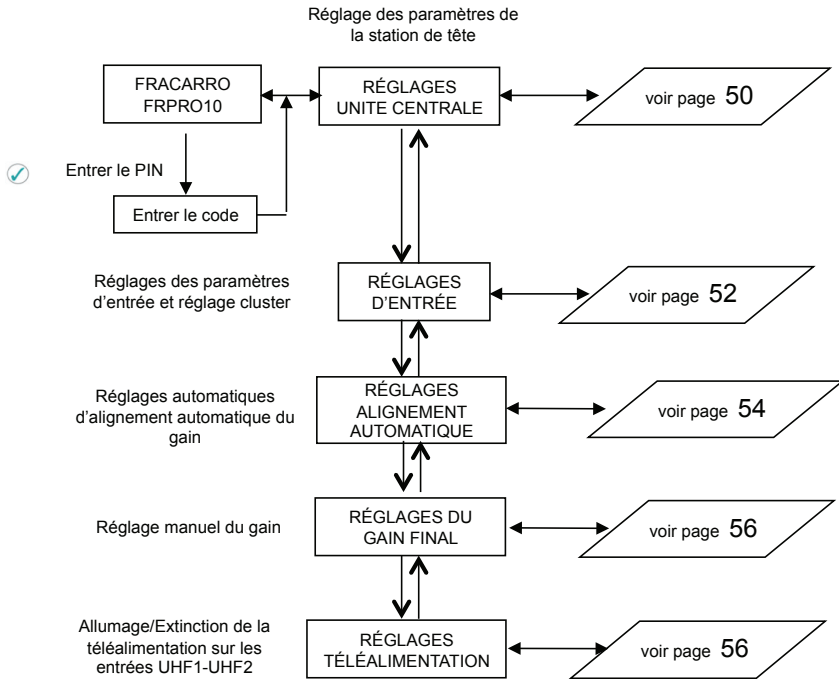 Réglage des paramètres de
la station de tête
FRACARRO
FRPRO10
RÉGLAGES
UNITE CENTRALE
voir page 50
Entrer le PIN
Entrer le code
Réglages des paramètres
d'entrée et réglage cluster
RÉGLAGES
D'ENTRÉE
voir page 52
Réglages automatiques
d'alignement automatique du
gain
RÉGLAGES
ALIGNEMENT
AUTOMATIQUE
voir page 54
Réglage manuel du gain
RÉGLAGES DU
GAIN FINAL
voir page 56
Allumage/Extinction de la
téléalimentation sur les
entrées UHF1-UHF2
RÉGLAGES
TÉLÉALIMENTATION
voir page 56